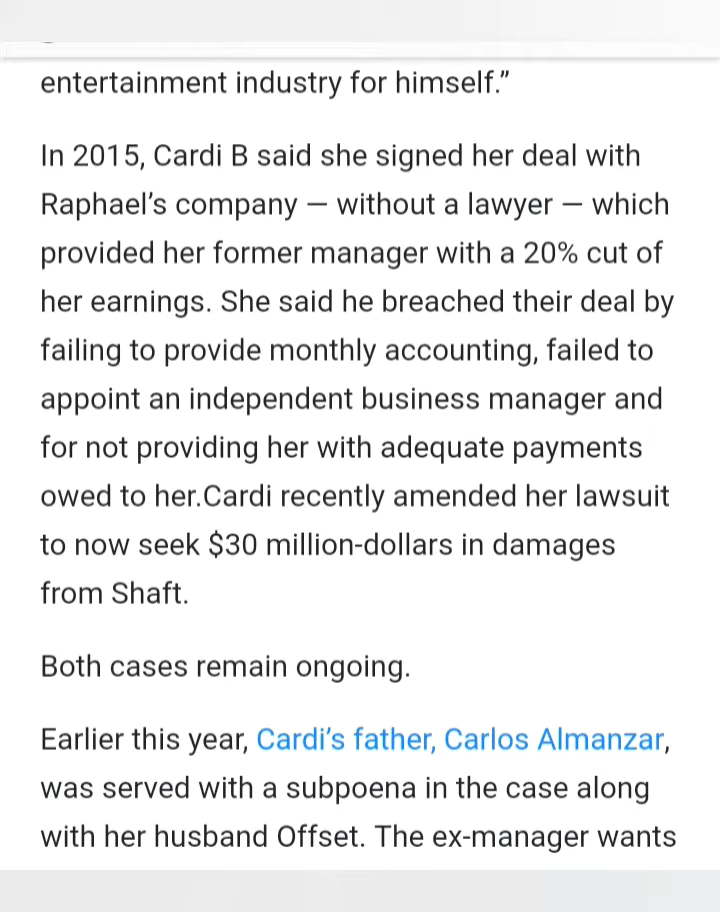 entertainment industry for himself.”
In 2015, Cardi B said she signed her deal with
Raphael’s company — without a lawyer — which
provided her former manager with a 20% cut of
her earnings. She said he breached their deal by
failing to provide monthly accounting, failed to
appoint an independent business manager and
for not providing her with adequate payments
owed to her.Cardi recently amended her lawsuit
to now seek $30 million-dollars in damages
from Shaft.
Both cases remain ongoing.
Earlier this year, Cardi’s father, Carlos Almanzar,
was served with a subpoena in the case along
with her husband Offset. The ex-manager wants